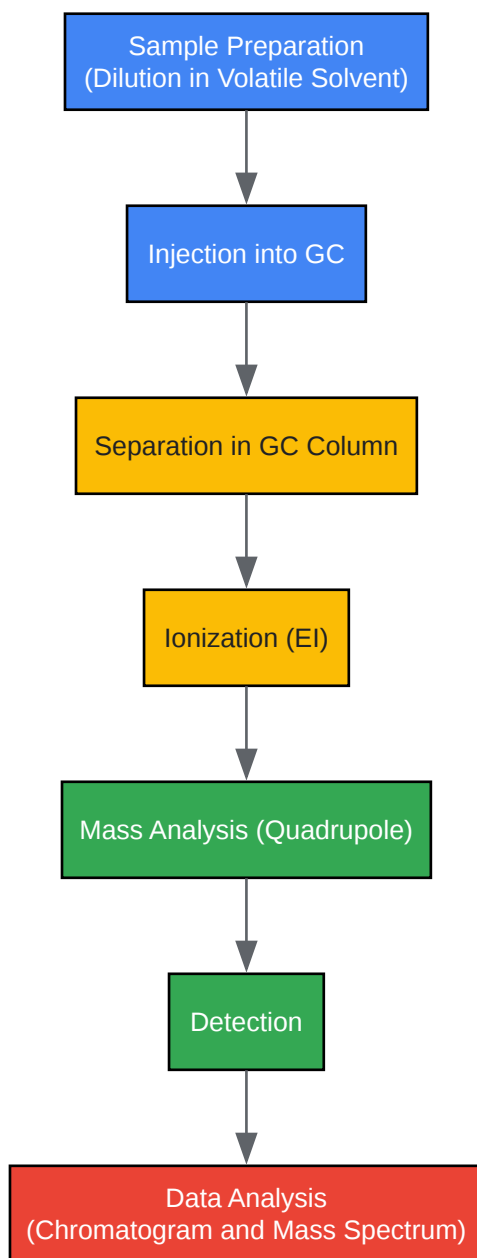 Sample Preparation
(Dilution in Volatile Solvent)
Injection into GC
Separation in GC Column
Ionization (EI)
Mass Analysis (Quadrupole)
Detection
Data Analysis
(Chromatogram and Mass Spectrum)